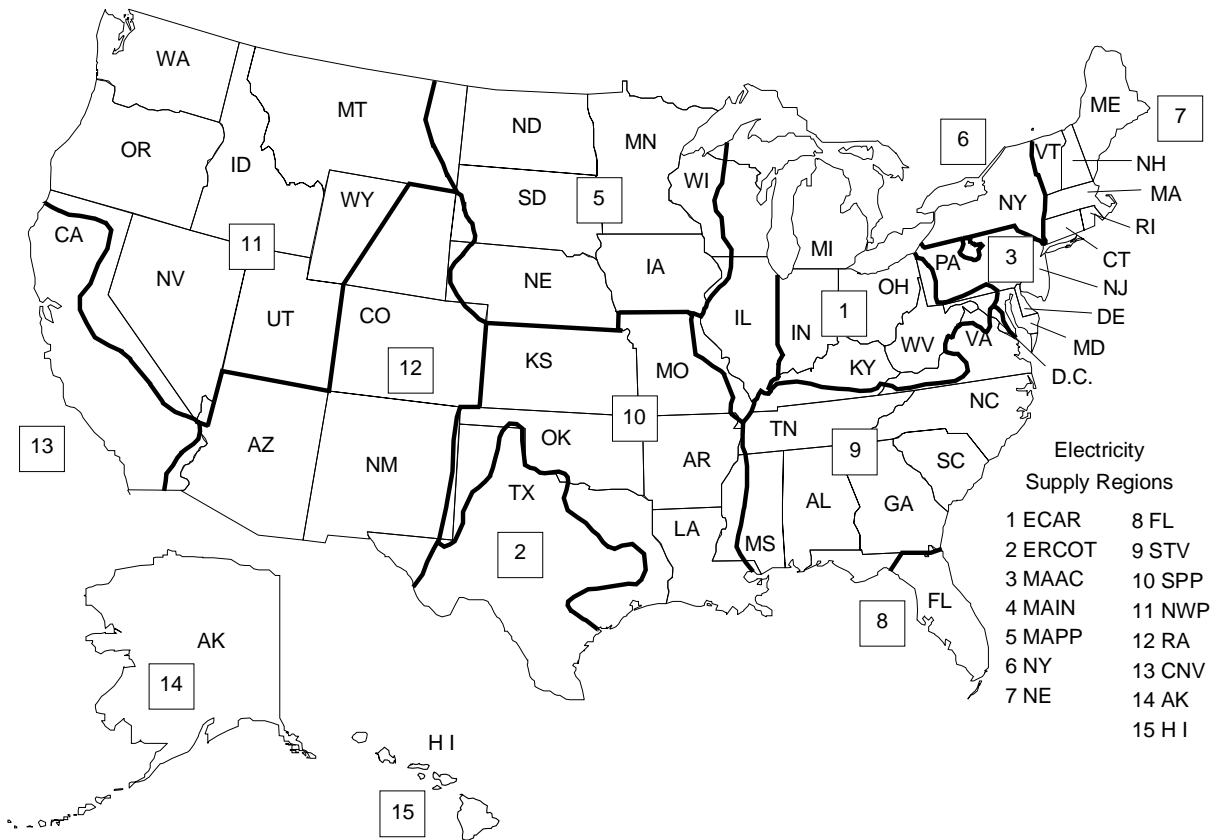 WA
MT
ME
7
ND
MN
6
OR
VT
NH
ID
MA
WI
WY
SD
5
NY
RI
CA
11
MI
CT
PA
3
NV
IA
NE
OH
NJ
1
UT
CO
IL
IN
DE
WV
VA
MD
KS
12
MO
KY
D.C.
NC
10
TN
13
AZ
OK
9
Electricity
NM
AR
SC
Supply Regions
TX
AL
GA
LA
MS
2
1 ECAR
2 ERCOT
3 MAAC
4 MAIN
5 MAPP
6 NY
7 NE
8 FL
9 STV
10 SPP
11 NWP
12 RA
13 CNV
14 AK
15 H I
FL
8
AK
14
H I
15